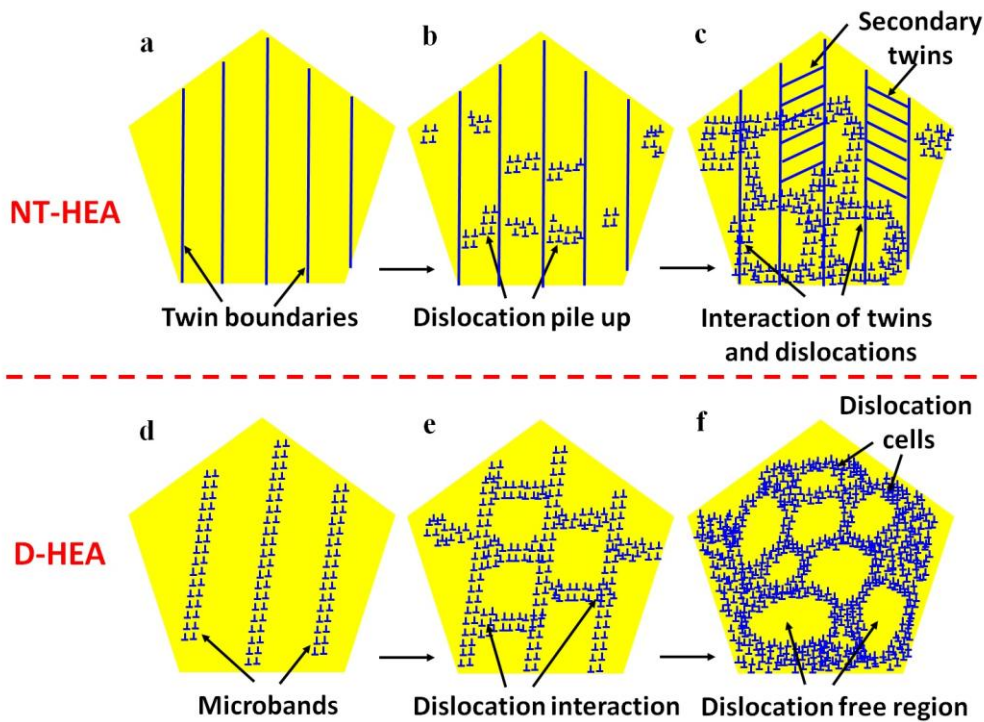 a
b
c
Secondary
twins
NT-HEA
Twin boundaries
Dislocation pile up
Interaction of twins
and dislocations
d
e
f
Dislocation
cells
D-HEA
Microbands
Dislocation interaction
Dislocation free region